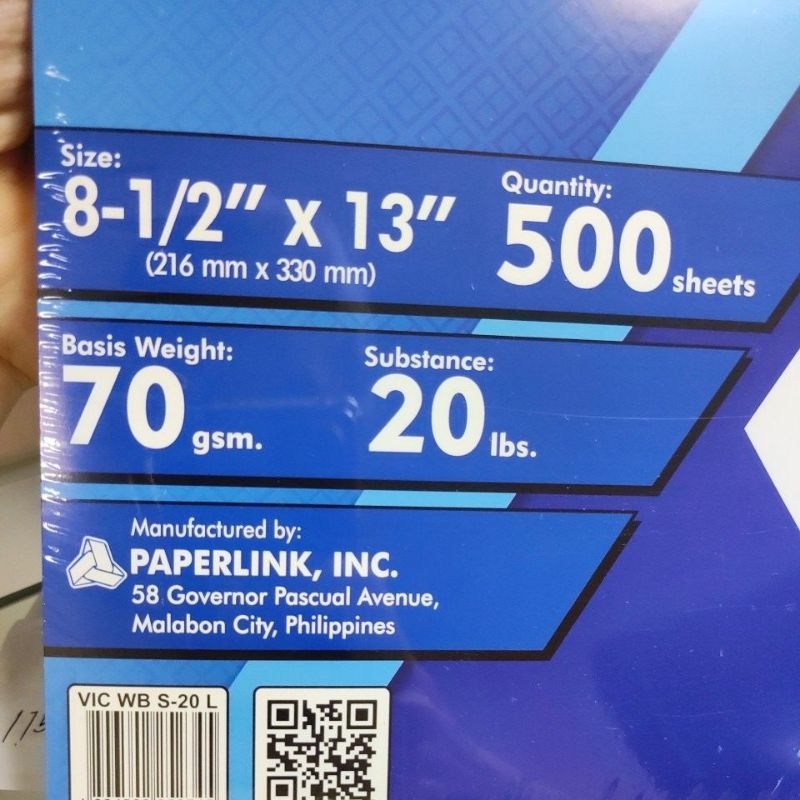 Size:
8-1/2" x 13"
(216 mm x 330 mm)
Quantity:
500 sheets
Basis Weight:
70 gsm.
Substance:
20 lbs.
Manufactured by:
PAPERLINK, INC.
58 Governor Pascual Avenue,
Malabon City, Philippines
VIC WB S-20 L